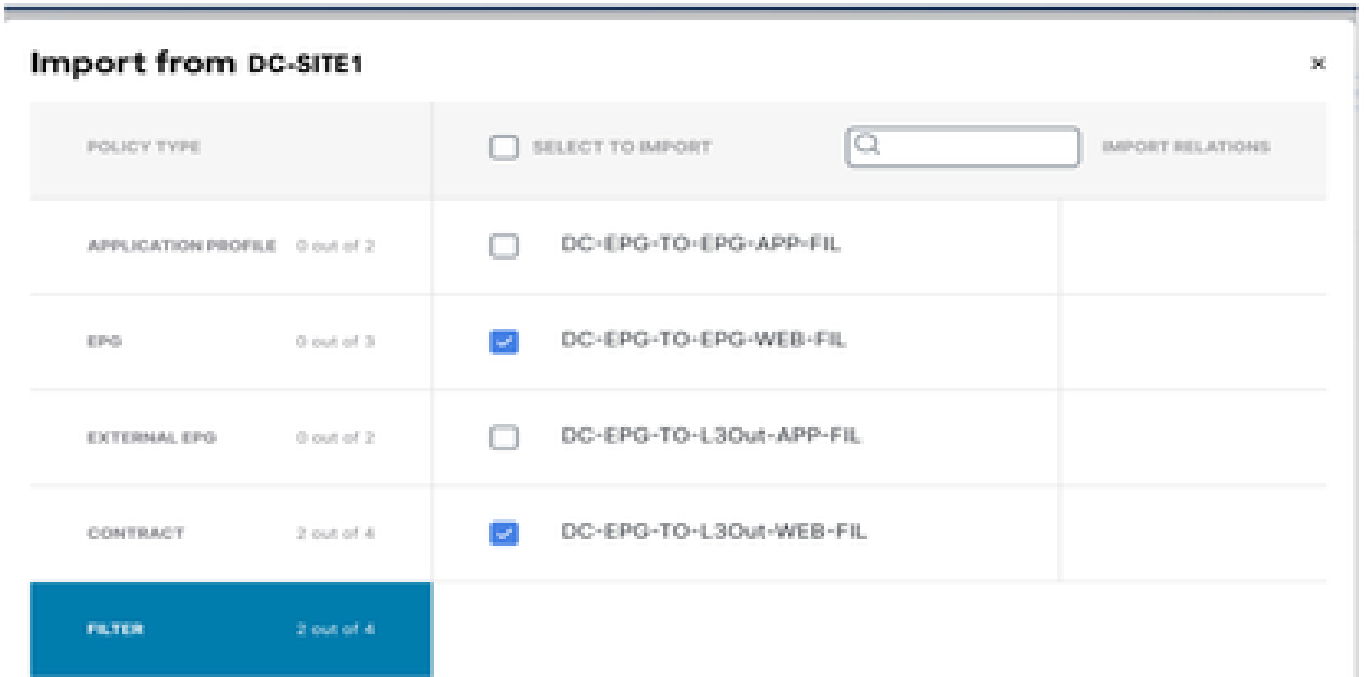 Import from DC-SITE1
×
POLICY TYPE
SELECT TO IMPORT
IMPORT RELATIONS
APPLICATION PROFILE 0 out of 2
DC-EPG-TO-EPG-APP-FIL
EPG 0 out of 3
DC-EPG-TO-EPG-WEB-FIL
EXTERNAL EPG 0 out of 2
DC-EPG-TO-L3Out-APP-FIL
CONTRACT 2 out of 4
DC-EPG-TO-L3Out-WEB-FIL
FILTER 2 out of 4